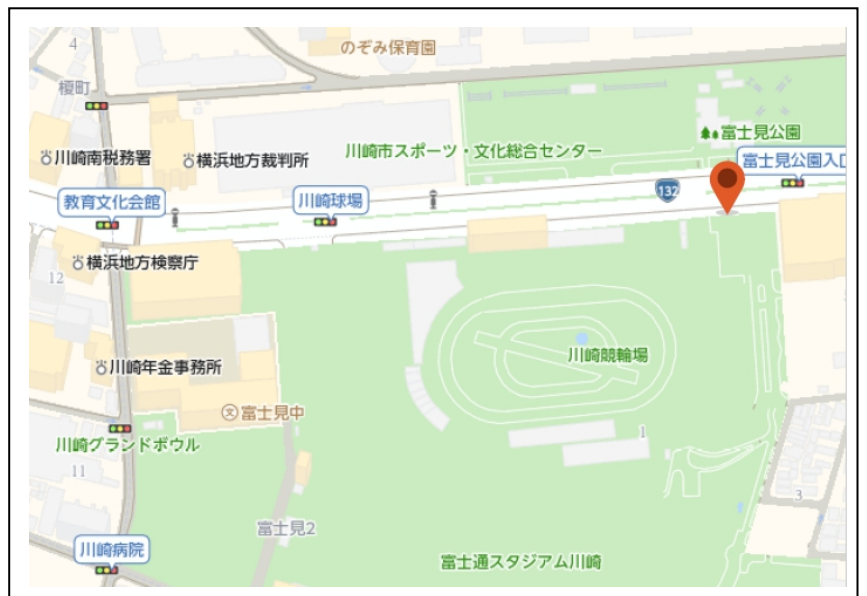 のぞみ保育園
4
榎町
富士見公園
川崎南税務署
横浜地方裁判所
川崎市スポーツ・文化総合センター
富士見公園入口
132
教育文化会館
川崎球場
横浜地方検察庁
12
川崎競輪場
川崎年金事務所
文富士見中
1
川崎グランドボウル
11
3
富士見2
川崎病院
富士通スタジアム川崎